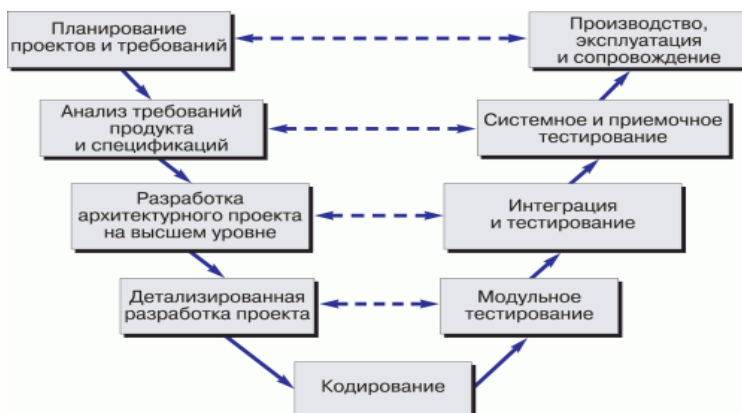 Планирование
проектов и требований
Производство,
эксплуатация
и сопровождение
Анализ требований
продукта
и спецификаций
Системное и приемочное
тестирование
Разработка
архитектурного проекта
на высшем уровне
Интеграция
и тестирование
Детализированная
разработка проекта
Модульное
тестирование
Кодирование